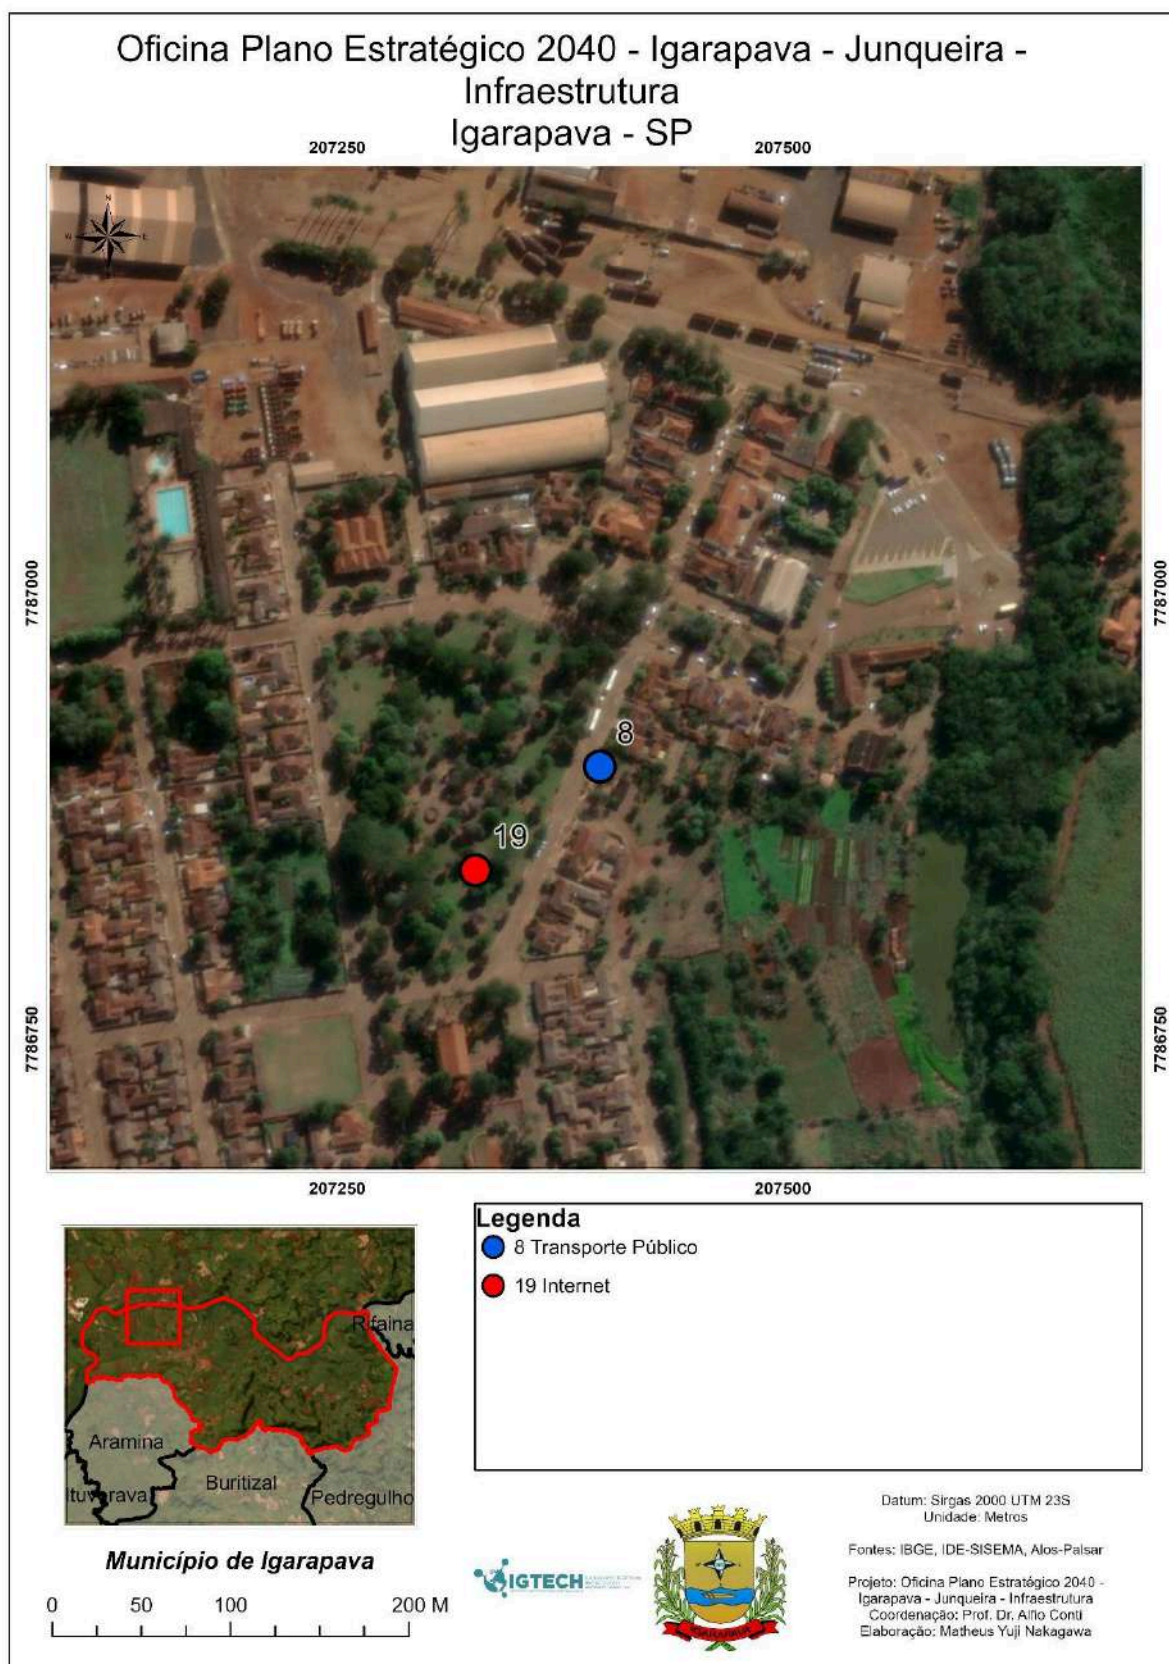 Oficina Plano Estratégico 2040 - Igarapava - Junqueira -
Infraestrutura
Igarapava - SP
207250
207500
N
W
E
7787000
7787000
8
19
7786750
7786750
207250
207500
Legenda
8 Transporte Público
19 Internet
Rifaina
Aramina
Buritizal
Ituverava
Pedregulho
Município de Igarapava
0
50
100
200 M
IGTECH
IGARAPAVA
Datum: Sirgas 2000 UTM 23S
Unidade: Metros
Fontes: IBGE, IDE-SISEMA, Alos-Palsar
Projeto: Oficina Plano Estratégico 2040 -
Igarapava - Junqueira - Infraestrutura
Coordenação: Prof. Dr. Alfio Conti
Elaboração: Matheus Yuji Nakagawa